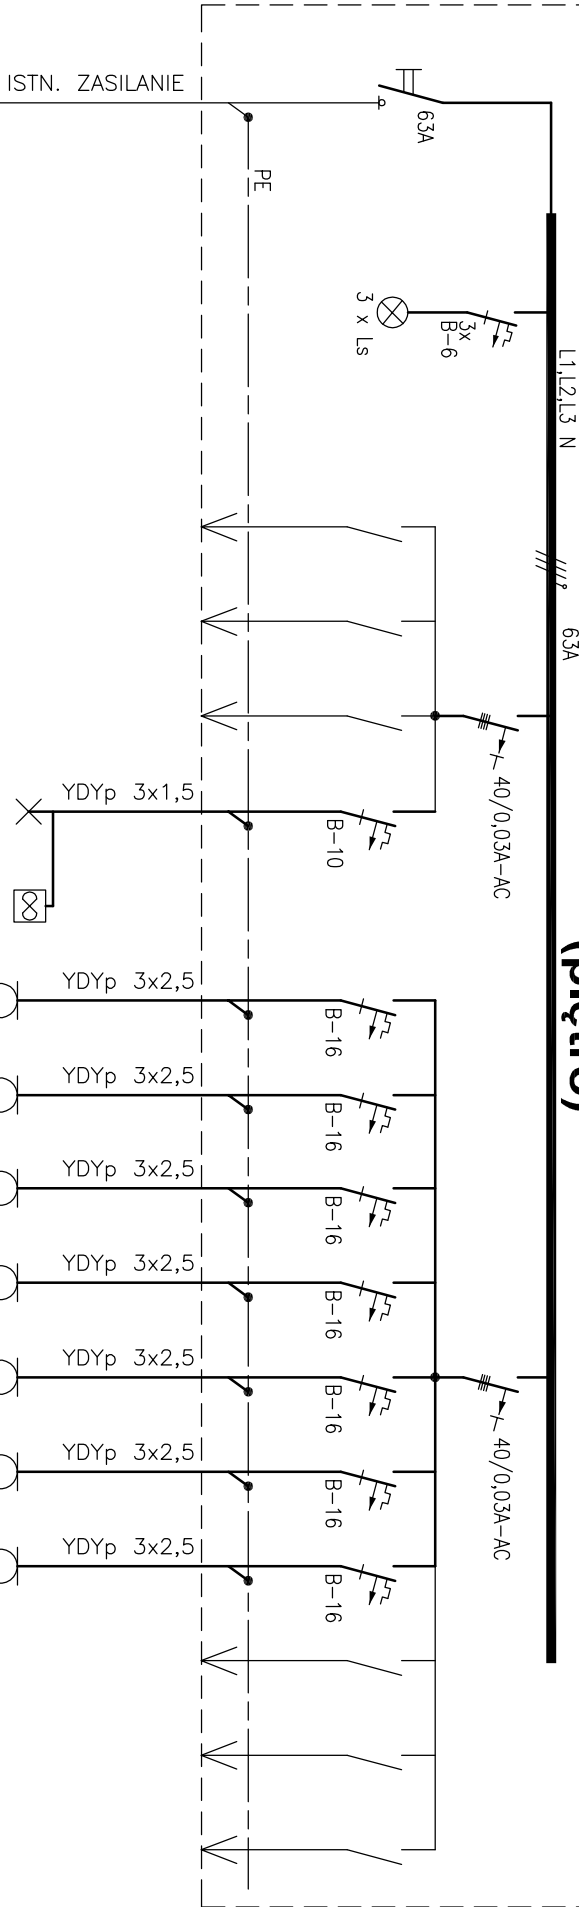 ISTN. ZASILANIE
63A
PE
3 x Ls
3x
B-6
L1,L2,L3 N
63A
40/0,03A-AC
YDYp 3x1,5
B-10
(piętro)
YDYp 3x2,5
B-16
YDYp 3x2,5
B-16
YDYp 3x2,5
B-16
YDYp 3x2,5
B-16
YDYp 3x2,5
B-16
40/0,03A-AC
YDYp 3x2,5
B-16
YDYp 3x2,5
B-16